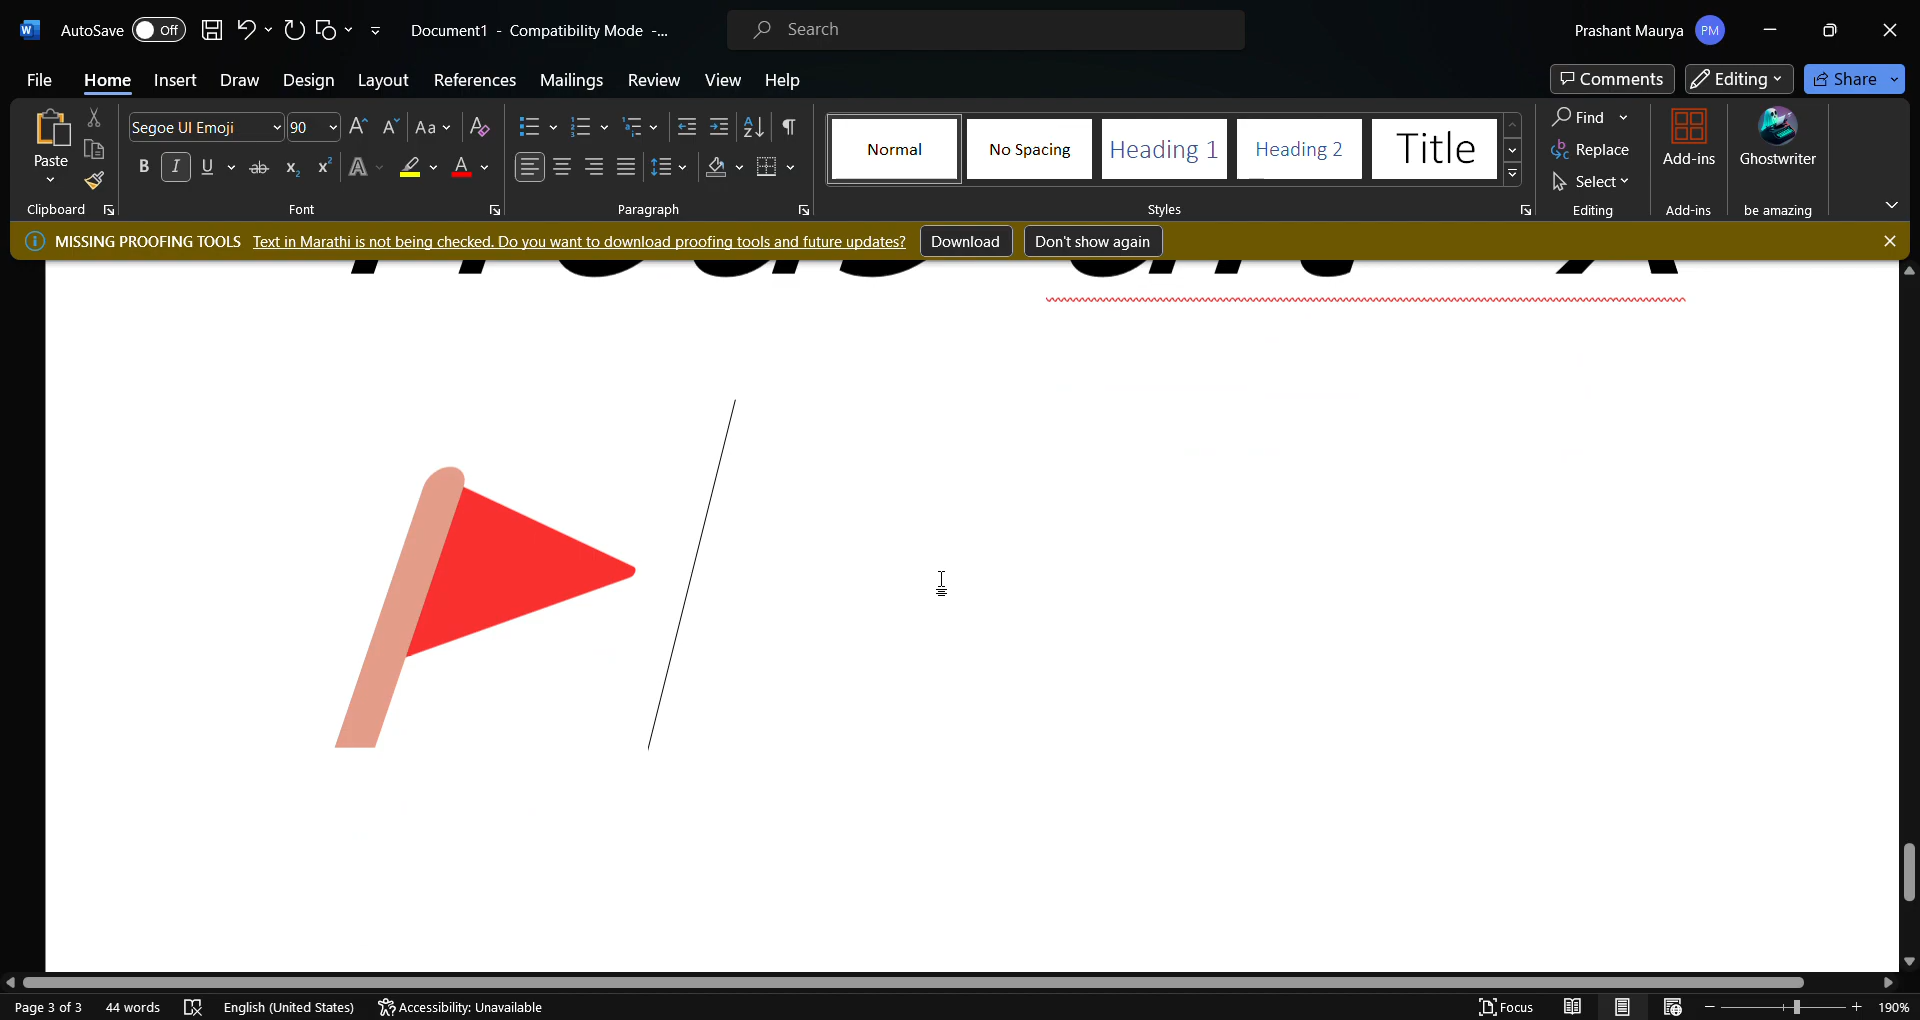 AutoSave Off Document1 - Compatibility Mode -... Search Prashant Maurya PM
File Home Insert Draw Design Layout References Mailings Review View Help Comments Editing Share
Paste Segoe UI Emoji 90 Aa Normal No Spacing Heading 1 Heading 2 Title Find Replace Select Add-ins Ghostwriter
Clipboard Font Paragraph Styles Editing Add-ins be amazing
MISSING PROOFING TOOLS Text in Marathi is not being checked. Do you want to download proofing tools and future updates? Download Don't show again
Page 3 of 3 44 words English (United States) Accessibility: Unavailable Focus 190%